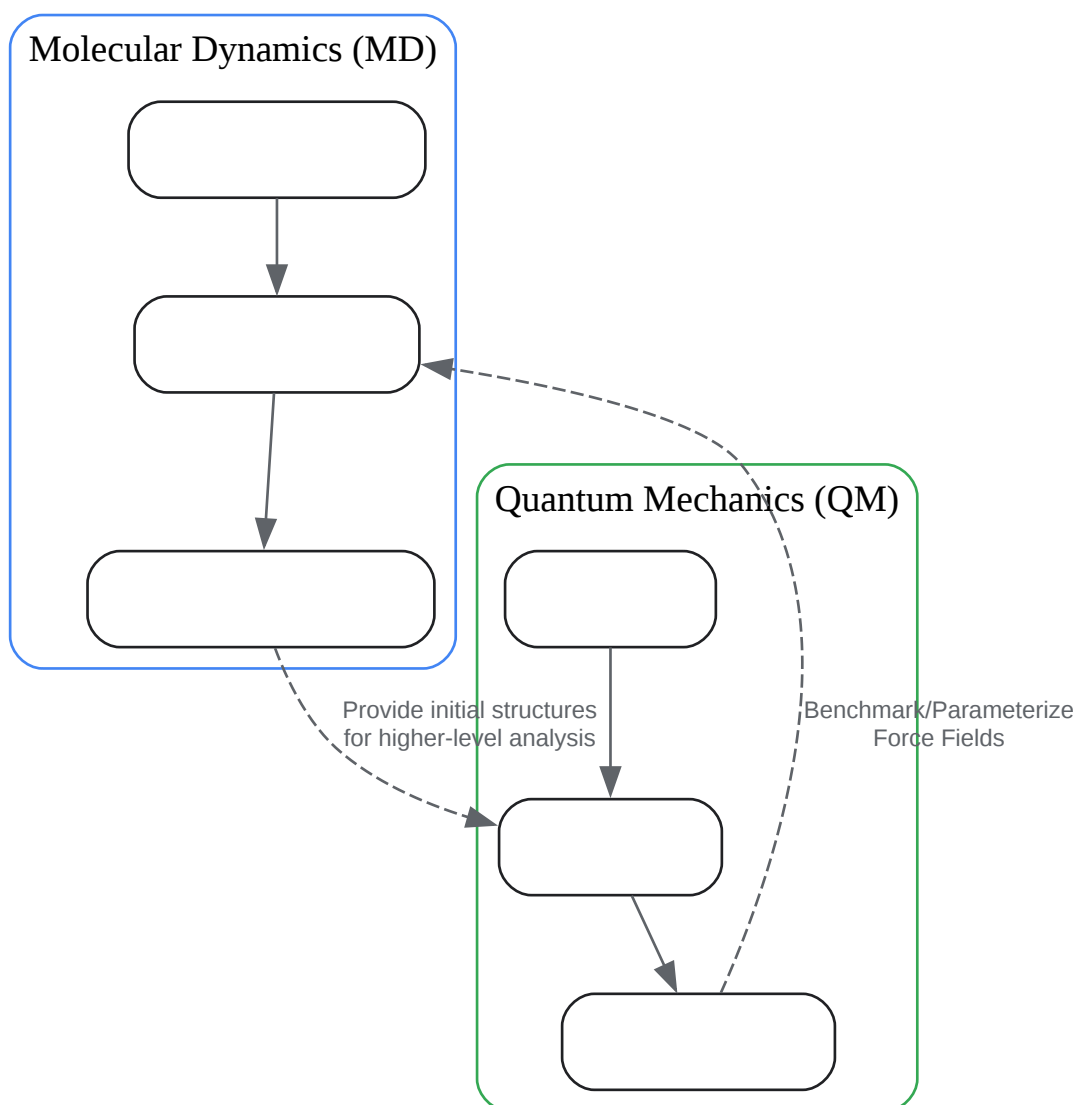 Molecular Dynamics (MD)
Quantum Mechanics (QM)
Provide initial structures
for higher-level analysis
Benchmark/Parameterize
Force Fields